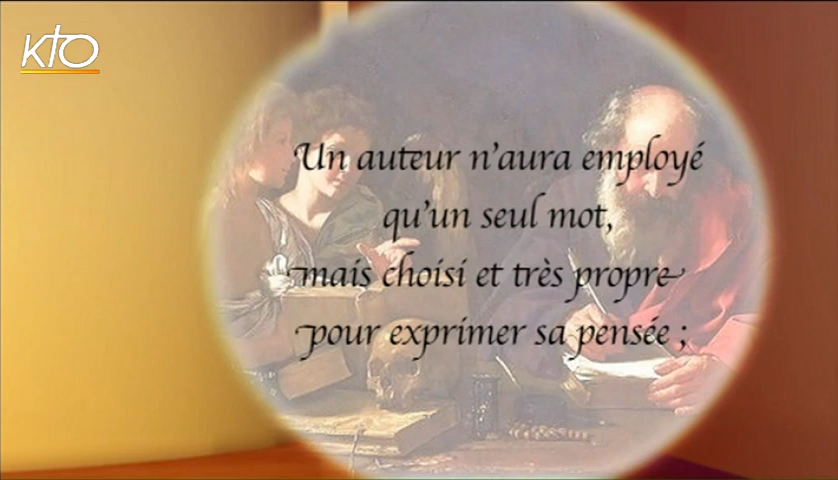 KTO
Un auteur n'aura employé
qu'un seul mot,
mais choisi et très propre
pour exprimer sa pensée ;